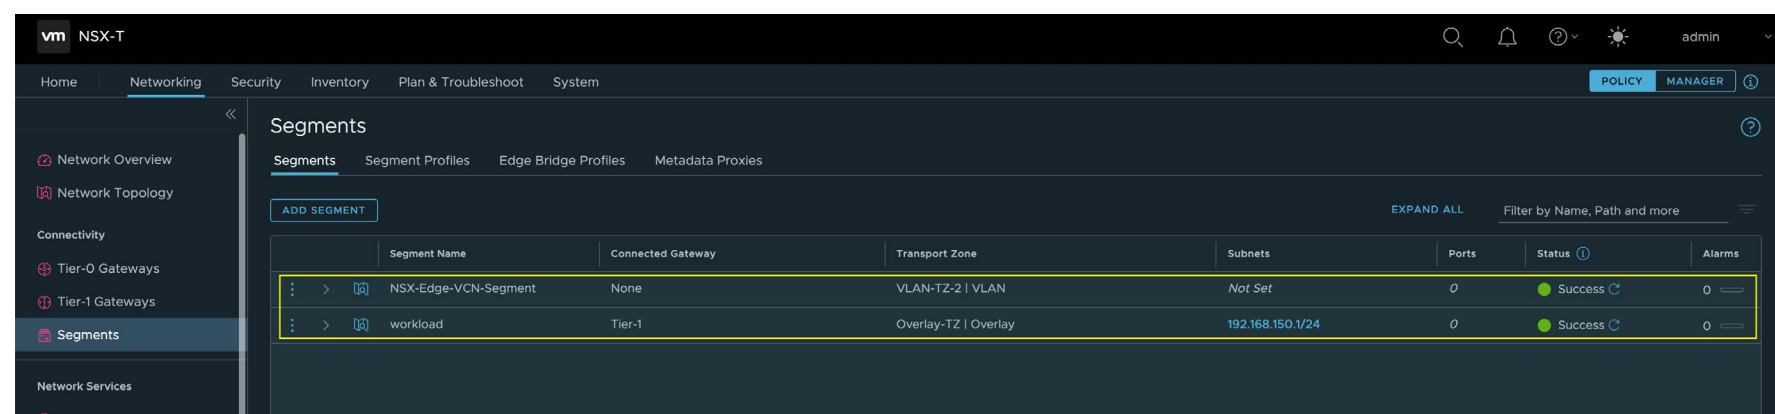 vm NSX-T
admin
Home Networking Security Inventory Plan & Troubleshoot System
POLICY MANAGER
Segments
Network Overview
Network Topology
Connectivity
Tier-0 Gateways
Tier-1 Gateways
Segments
Network Services
Segments Segment Profiles Edge Bridge Profiles Metadata Proxies
ADD SEGMENT
EXPAND ALL
Filter by Name, Path and more
Segment Name Connected Gateway Transport Zone Subnets Ports Status Alarms
NSX-Edge-VCN-Segment None VLAN-TZ-2 | VLAN Not Set 0 Success 0
workload Tier-1 Overlay-TZ | Overlay 192.168.150.1/24 0 Success 0